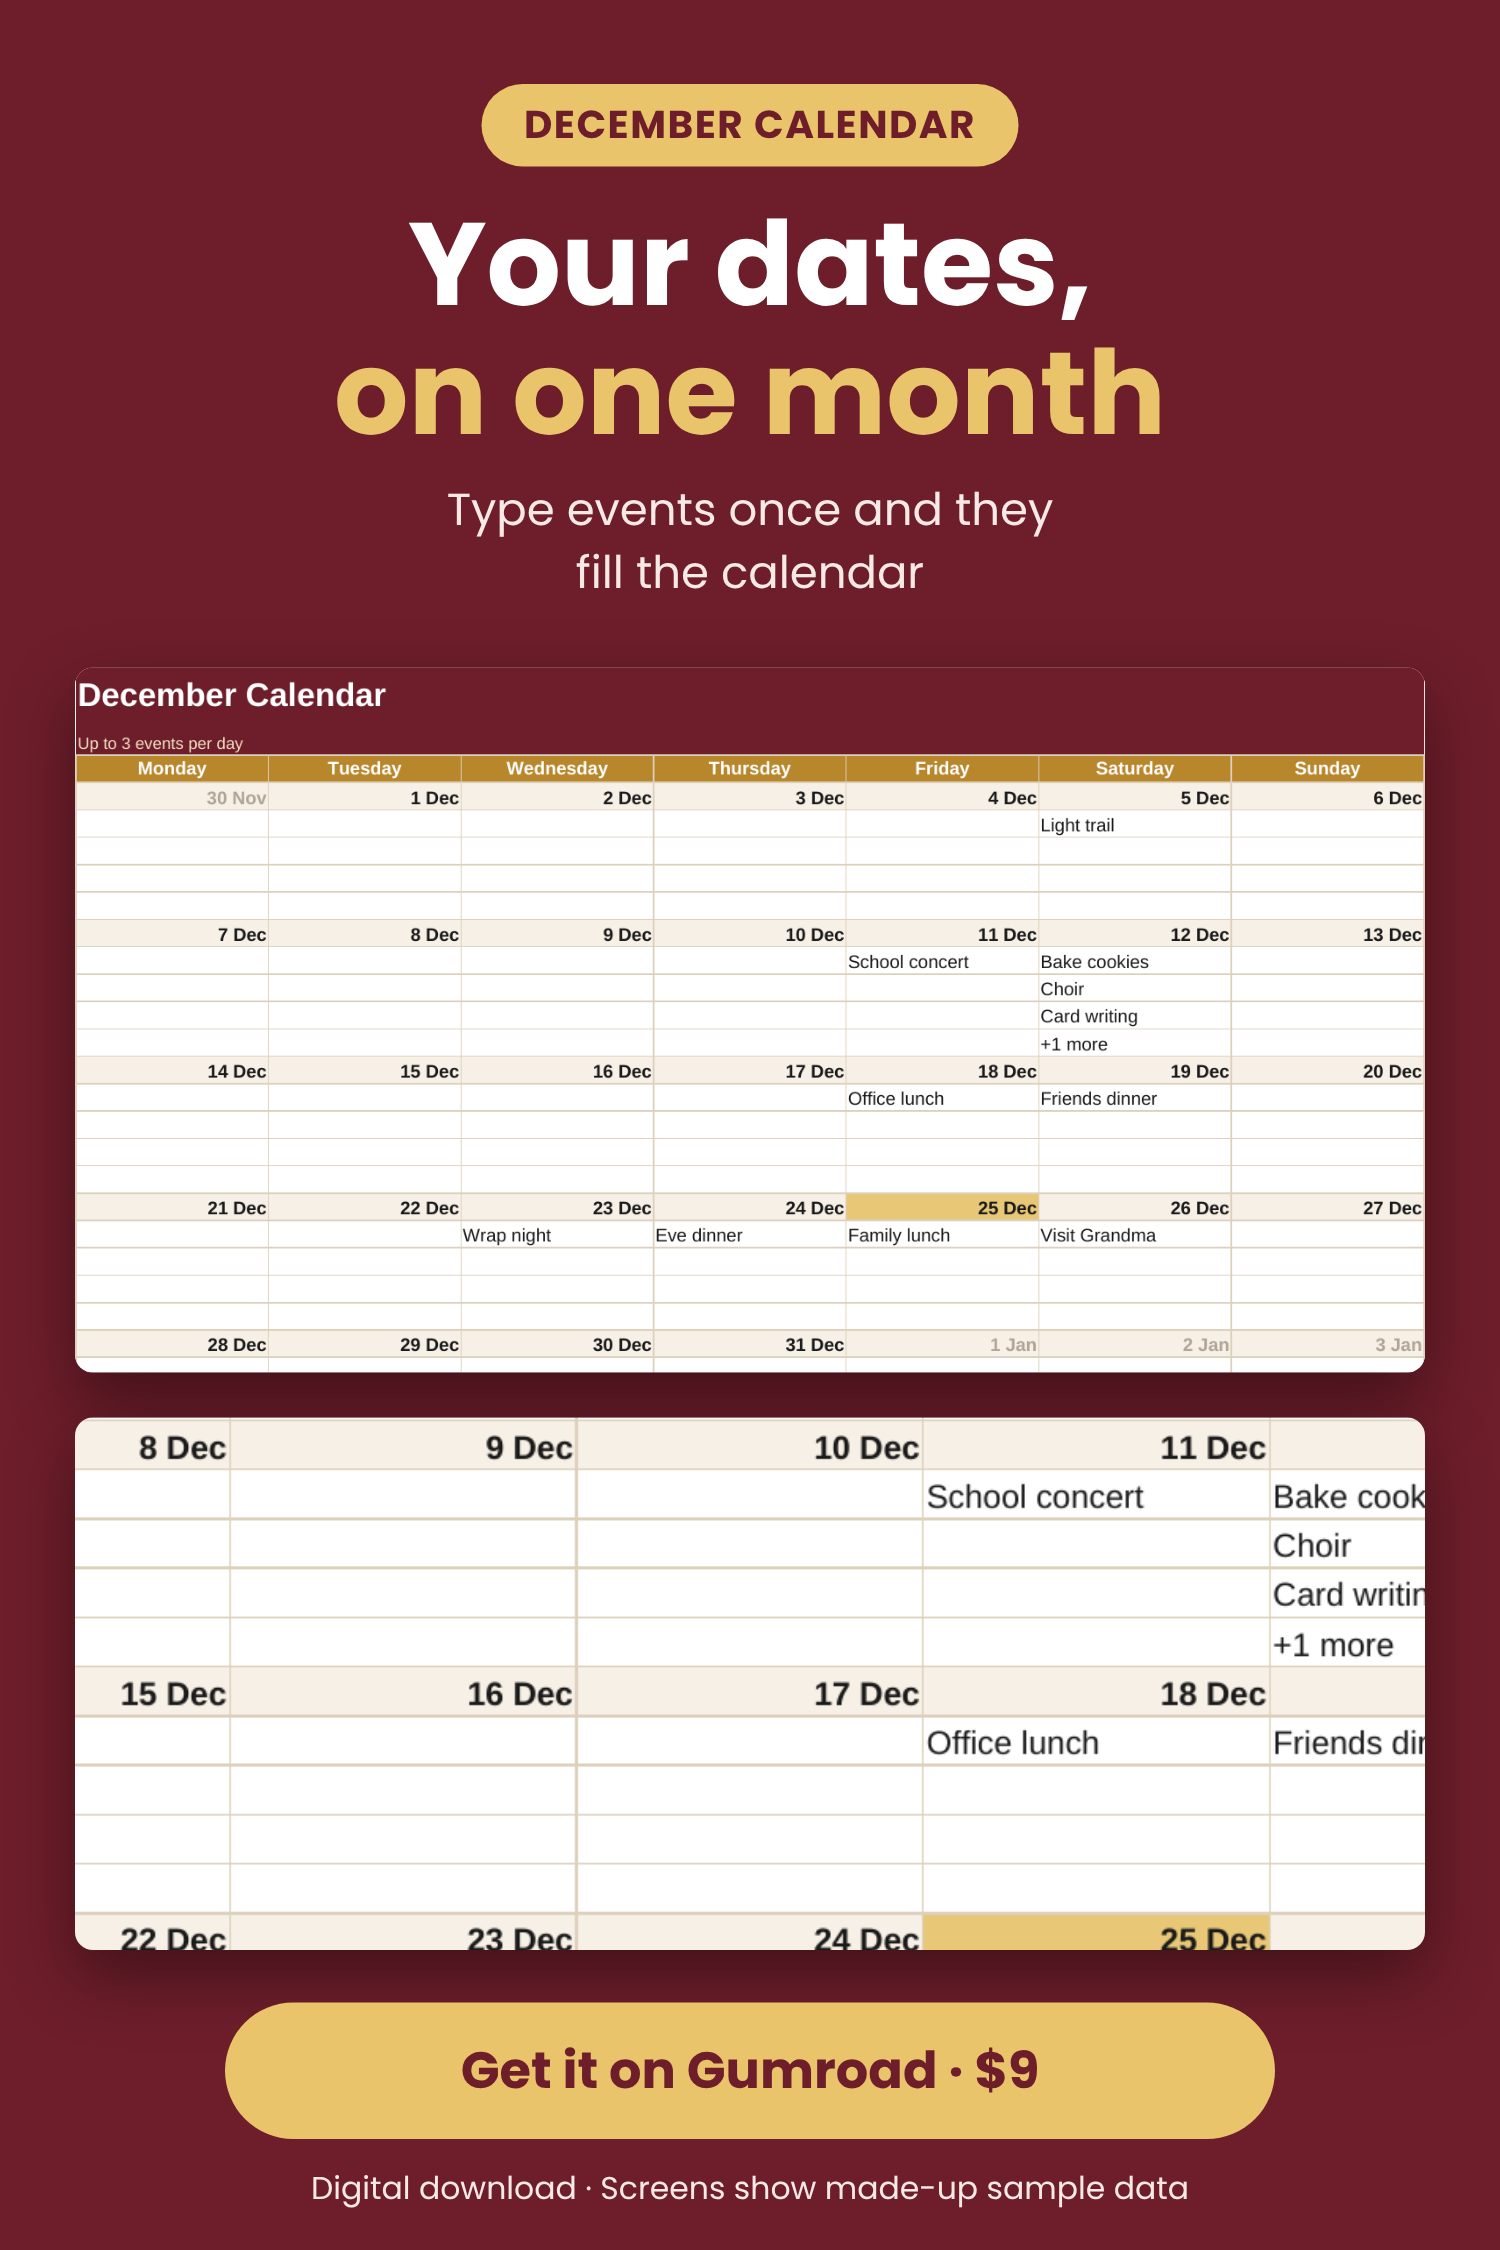 DECEMBER CALENDAR
Your dates,
on one month
Type events once and they
fill the calendar
December Calendar
Up to 3 events per day
Monday Tuesday Wednesday Thursday Friday Saturday Sunday
30 Nov 1 Dec 2 Dec 3 Dec 4 Dec 5 Dec 6 Dec
Light trail
7 Dec 8 Dec 9 Dec 10 Dec 11 Dec 12 Dec 13 Dec
School concert Bake cookies
Choir
Card writing
+1 more
14 Dec 15 Dec 16 Dec 17 Dec 18 Dec 19 Dec 20 Dec
Office lunch Friends dinner
21 Dec 22 Dec 23 Dec 24 Dec 25 Dec 26 Dec 27 Dec
Wrap night Eve dinner Family lunch Visit Grandma
28 Dec 29 Dec 30 Dec 31 Dec 1 Jan 2 Jan 3 Jan
8 Dec 9 Dec 10 Dec 11 Dec
School concert Bake cook
Choir
Card writin
+1 more
15 Dec 16 Dec 17 Dec 18 Dec
Office lunch Friends din
22 Dec 23 Dec 24 Dec 25 Dec
Get it on Gumroad · $9
Digital download · Screens show made-up sample data